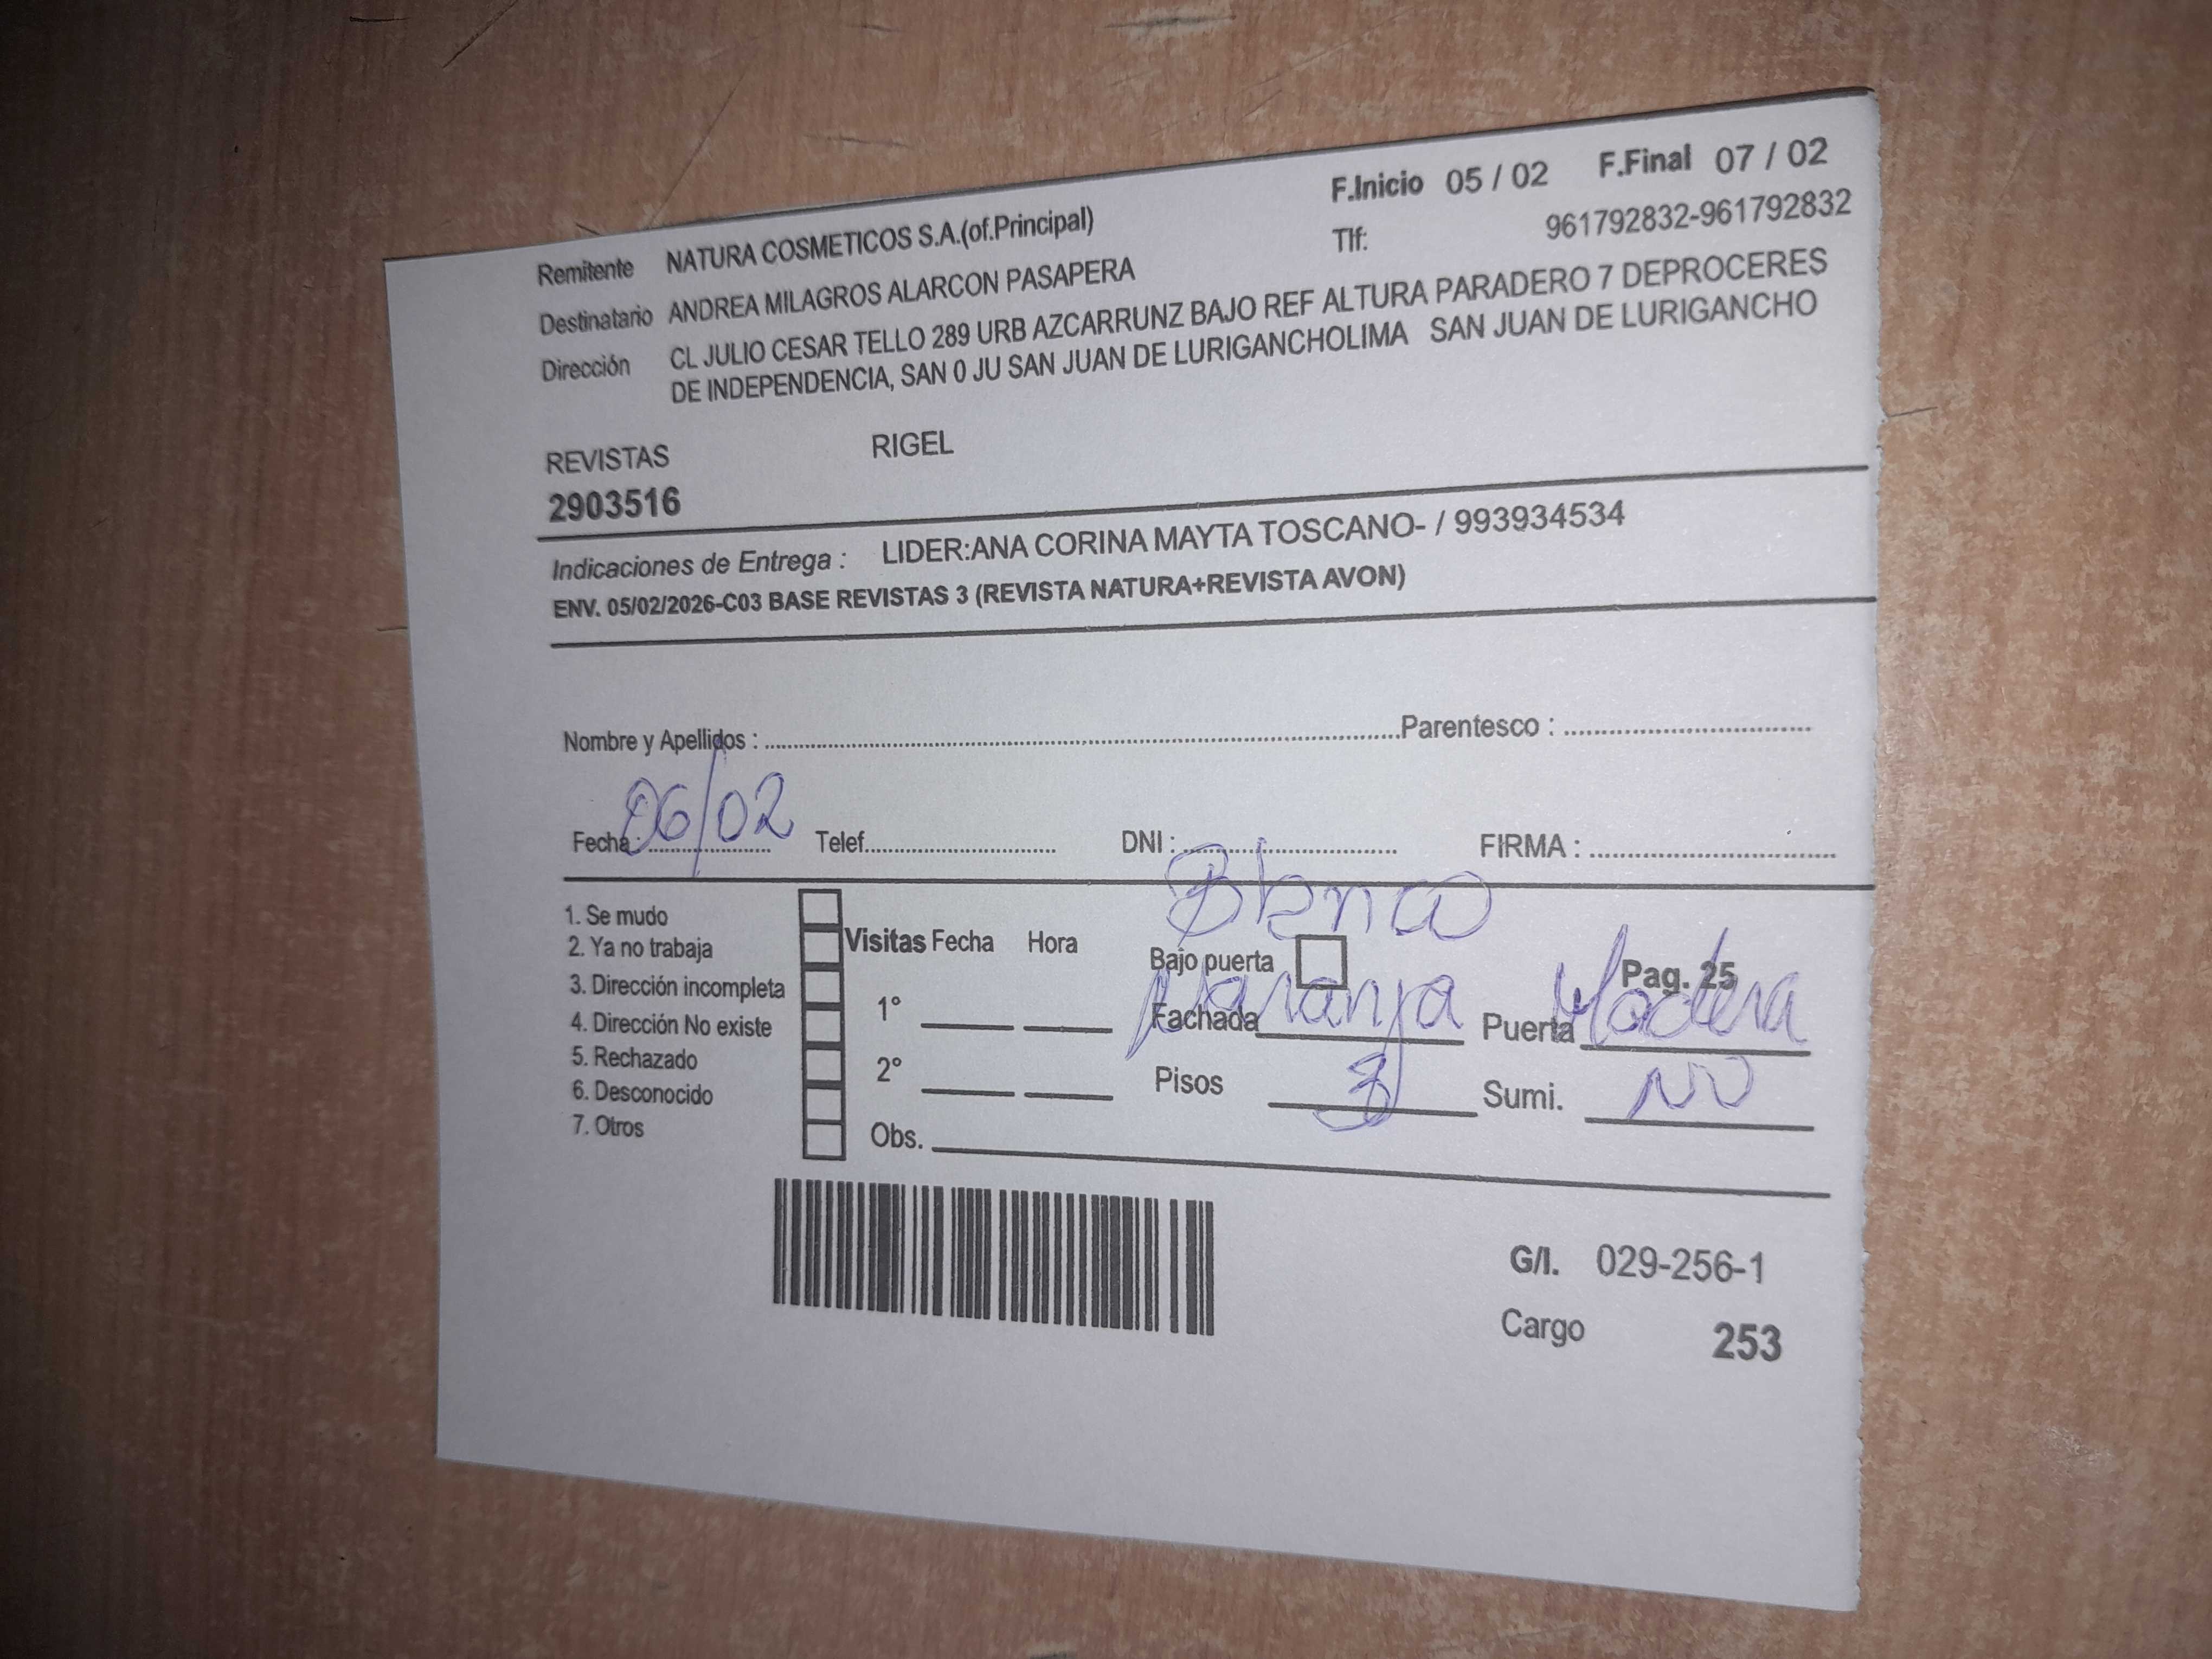 F.Inicio 05 / 02 F.Final 07 / 02
Remitente NATURA COSMETICOS S.A.(of.Principal) Tlf: 961792832-961792832
Destinatario ANDREA MILAGROS ALARCON PASAPERA
Dirección CL JULIO CESAR TELLO 289 URB AZCARRUNZ BAJO REF ALTURA PARADERO 7 DEPROCERES
DE INDEPENDENCIA, SAN 0 JU SAN JUAN DE LURIGANCHOLIMA SAN JUAN DE LURIGANCHO
REVISTAS RIGEL
2903516
Indicaciones de Entrega : LIDER:ANA CORINA MAYTA TOSCANO- / 993934534
ENV. 05/02/2026-C03 BASE REVISTAS 3 (REVISTA NATURA+REVISTA AVON)
Nombre y Apellidos : Parentesco :
Fecha : 06/02 Telef. DNI : FIRMA :
1. Se mudo
2. Ya no trabaja
3. Dirección incompleta
4. Dirección No existe
5. Rechazado
6. Desconocido
7. Otros
Visitas Fecha Hora
1°
2°
Obs.
Blanco
Bajo puerta Pag. 25
Fachada Naranja Puerta Madera
Pisos 3 Sumi. NO
G/I. 029-256-1
Cargo 253